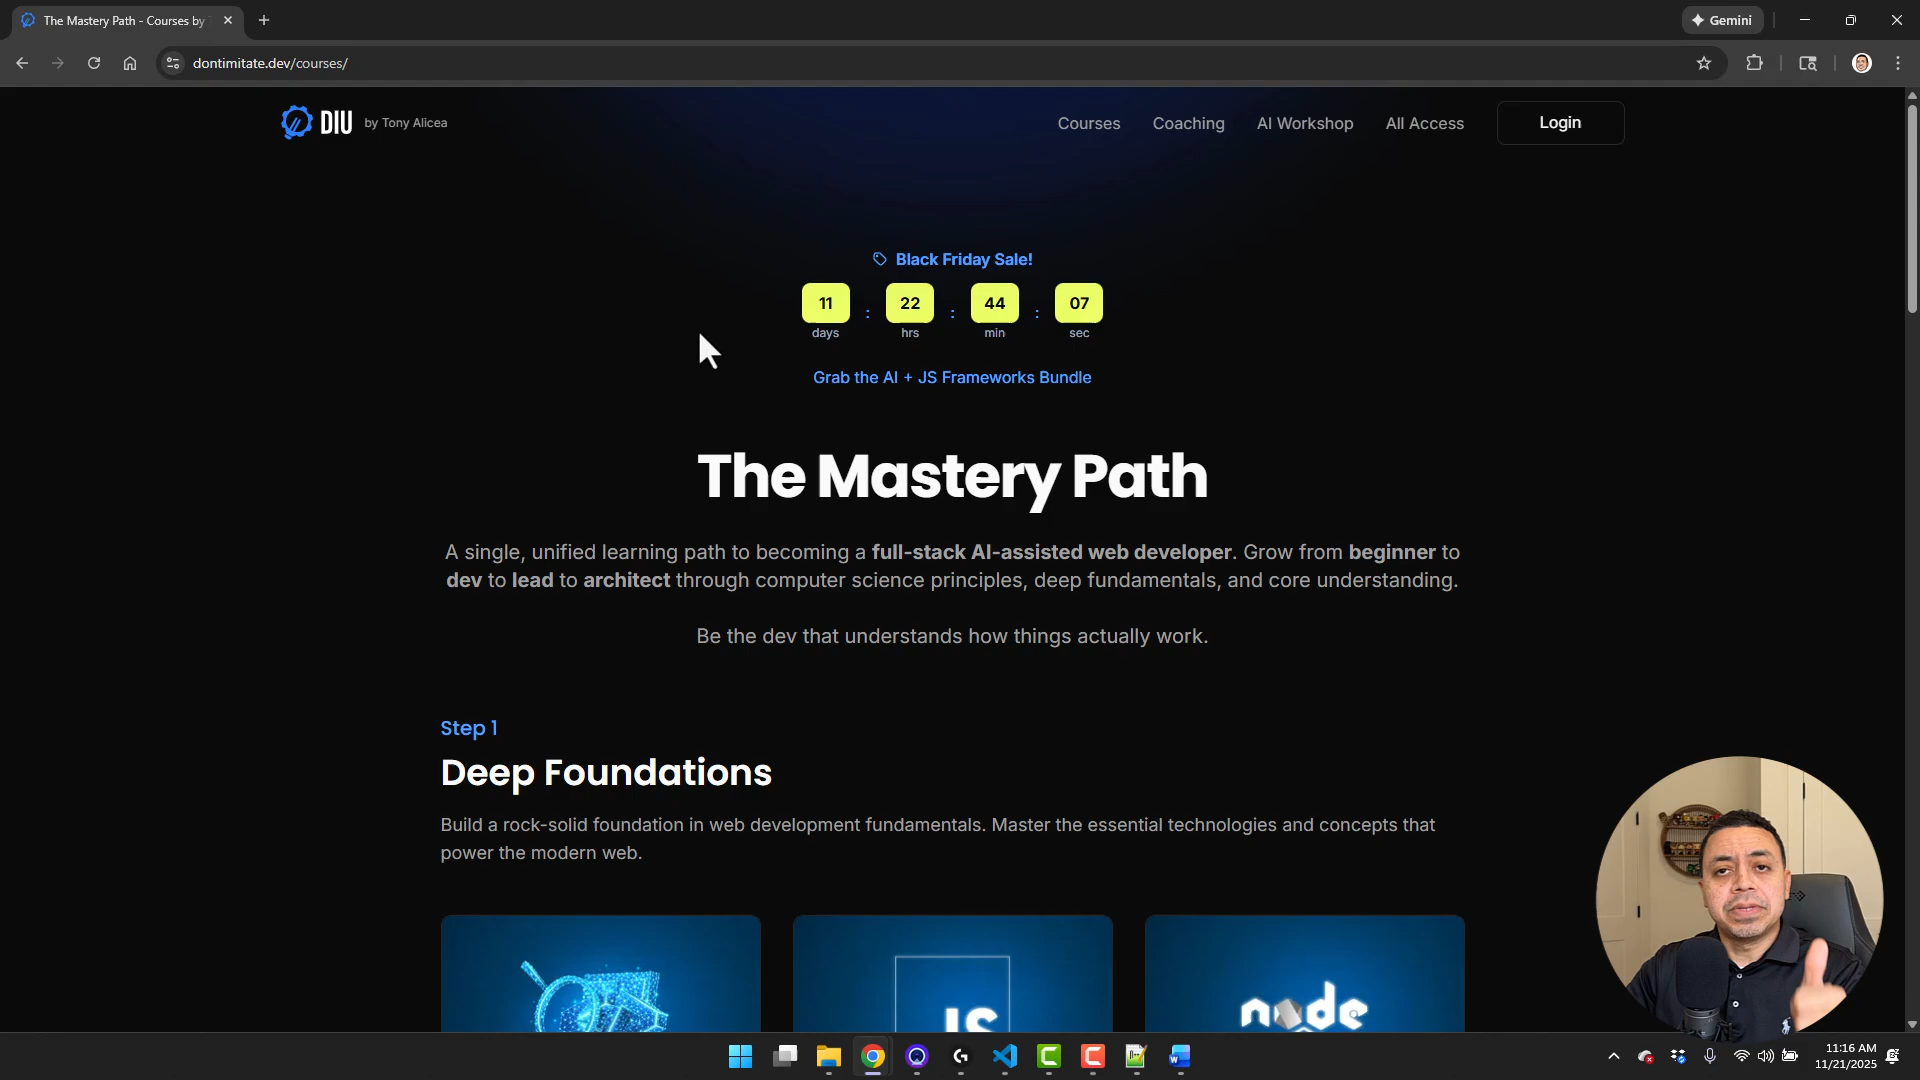 The Mastery Path - Courses by
Gemini
dontimitate.dev/courses/
DIU by Tony Alicea
Courses Coaching AI Workshop All Access Login
Black Friday Sale!
11 : 22 : 44 : 07
days hrs min sec
Grab the AI + JS Frameworks Bundle
The Mastery Path
A single, unified learning path to becoming a full-stack AI-assisted web developer. Grow from beginner to
dev to lead to architect through computer science principles, deep fundamentals, and core understanding.
Be the dev that understands how things actually work.
Step 1
Deep Foundations
Build a rock-solid foundation in web development fundamentals. Master the essential technologies and concepts that
power the modern web.
JS
node
11:16 AM
11/21/2025